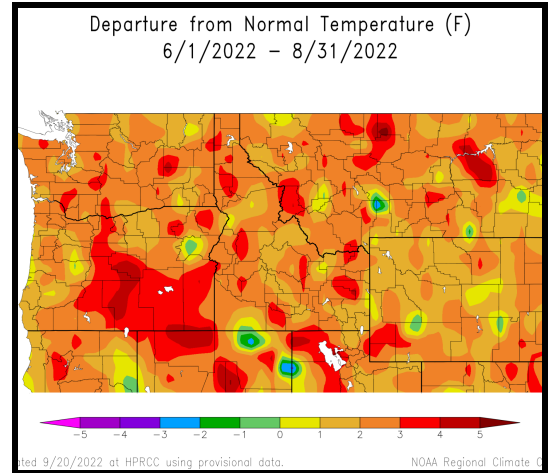 Departure from Normal Temperature (F)
6/1/2022 – 8/31/2022
-5 -4 -3 -2 -1 0 1 2 3 4 5
ated 9/20/2022 at HPRCC using provisional data. NOAA Regional Climate C